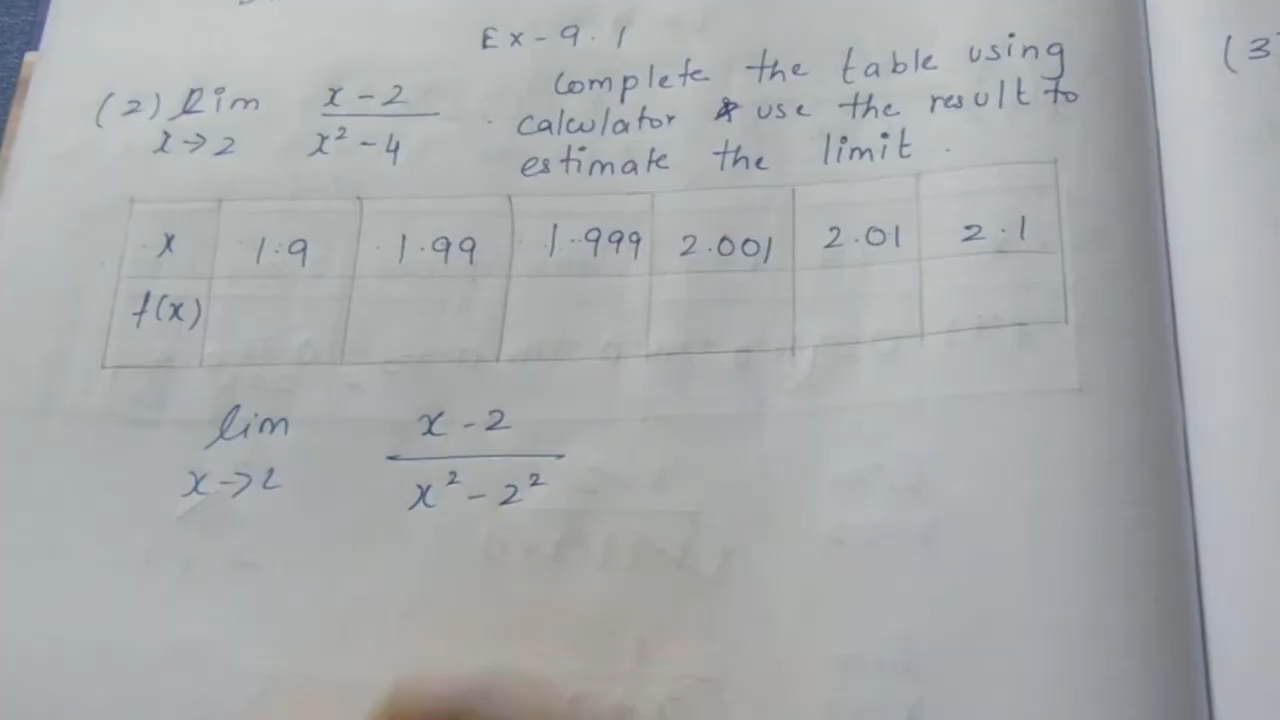 Ex-9.1
(2) lim x→2 x-2 / x²-4 . Complete the table using
calculator & use the result to
estimate the limit.
x 1.9 1.99 1.999 2.001 2.01 2.1
f(x)
lim x→2 x-2 / x²-2²
(3